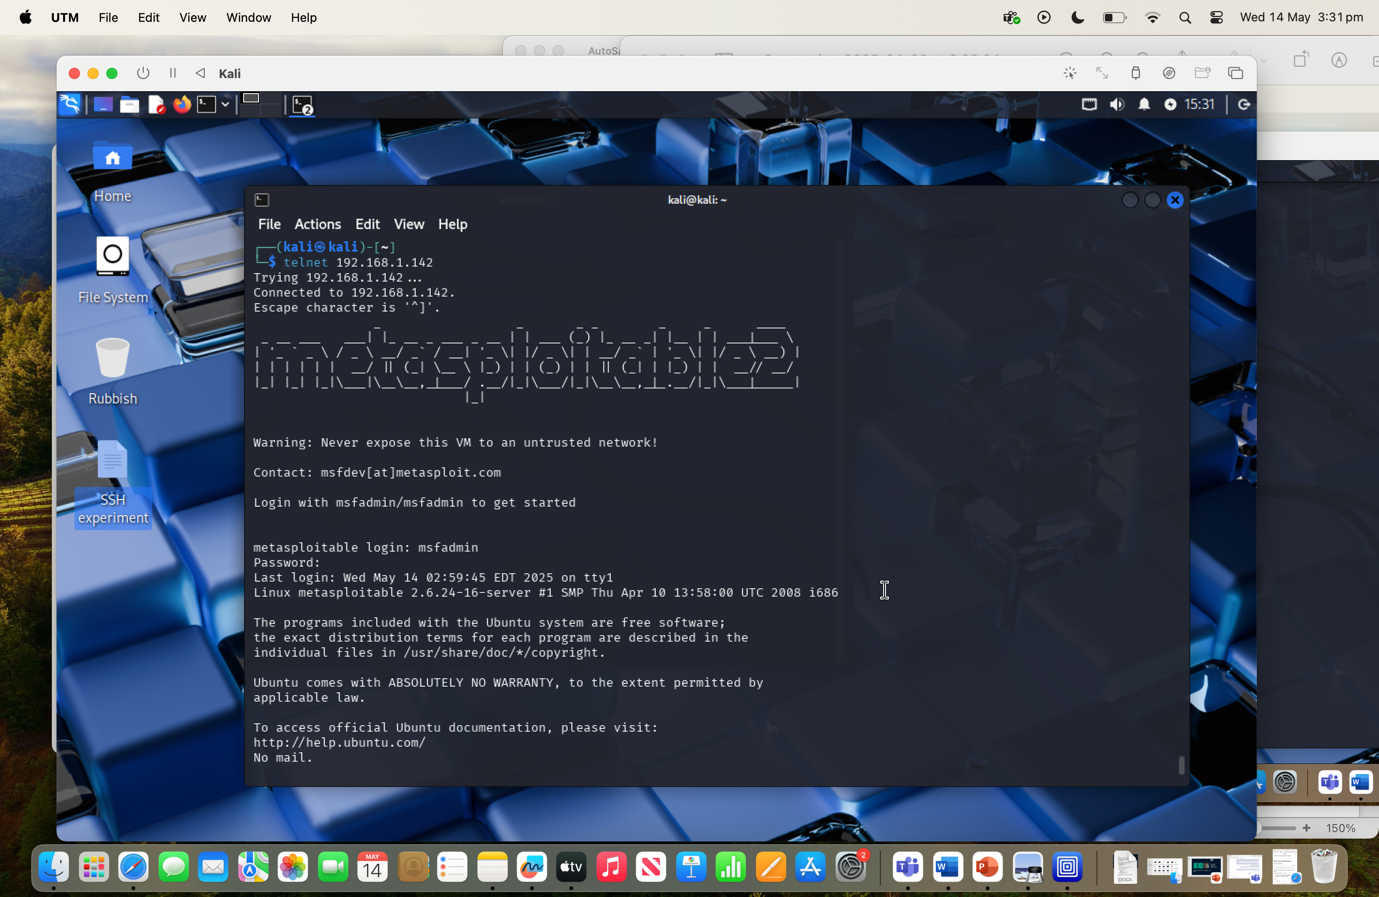 UTM File Edit View Window Help
Wed 14 May 3:31 pm
AutoSa
Kali
15:31
Home
File System
Rubbish
SSH
experiment
kali@kali: ~
File Actions Edit View Help
┌──(kali㉿kali)-[~]
└─$ telnet 192.168.1.142
Trying 192.168.1.142...
Connected to 192.168.1.142.
Escape character is '^]'.
metasploitable2
Warning: Never expose this VM to an untrusted network!
Contact: msfdev[at]metasploit.com
Login with msfadmin/msfadmin to get started
metasploitable login: msfadmin
Password:
Last login: Wed May 14 02:59:45 EDT 2025 on tty1
Linux metasploitable 2.6.24-16-server #1 SMP Thu Apr 10 13:58:00 UTC 2008 i686
The programs included with the Ubuntu system are free software;
the exact distribution terms for each program are described in the
individual files in /usr/share/doc/*/copyright.
Ubuntu comes with ABSOLUTELY NO WARRANTY, to the extent permitted by
applicable law.
To access official Ubuntu documentation, please visit:
http://help.ubuntu.com/
No mail.
150%
MAY
14
tv
2
DOCX